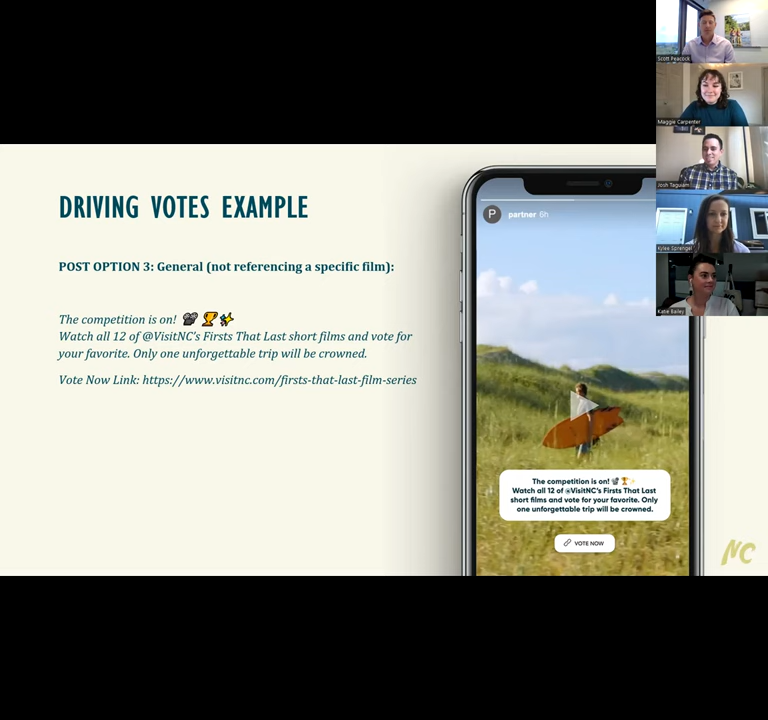 DRIVING VOTES EXAMPLE
POST OPTION 3: General (not referencing a specific film):
The competition is on! 📽️🏆✨
Watch all 12 of @VisitNC's Firsts That Last short films and vote for
your favorite. Only one unforgettable trip will be crowned.
Vote Now Link: https://www.visitnc.com/firsts-that-last-film-series
P partner 6h
The competition is on! 📽️🏆✨
Watch all 12 of @VisitNC's Firsts That Last
short films and vote for your favorite. Only
one unforgettable trip will be crowned.
VOTE NOW
NC
Scott Peacock
Maggie Carpenter
Josh Taguiam
Kylee Sprengel
Katie Bailey